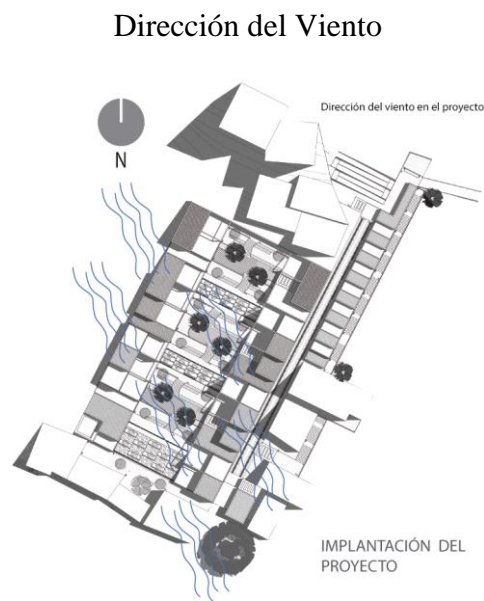 Dirección del Viento
Dirección del viento en el proyecto
N
IMPLANTACIÓN DEL
PROYECTO